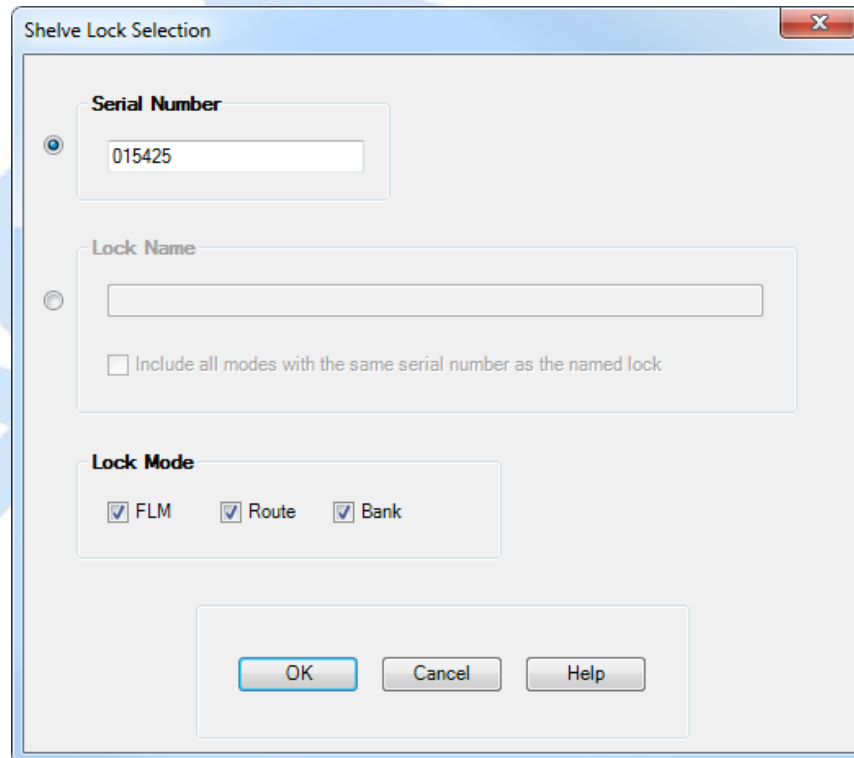 Shelve Lock Selection
Serial Number
015425
Lock Name
Include all modes with the same serial number as the named lock
Lock Mode
FLM Route Bank
OK Cancel Help